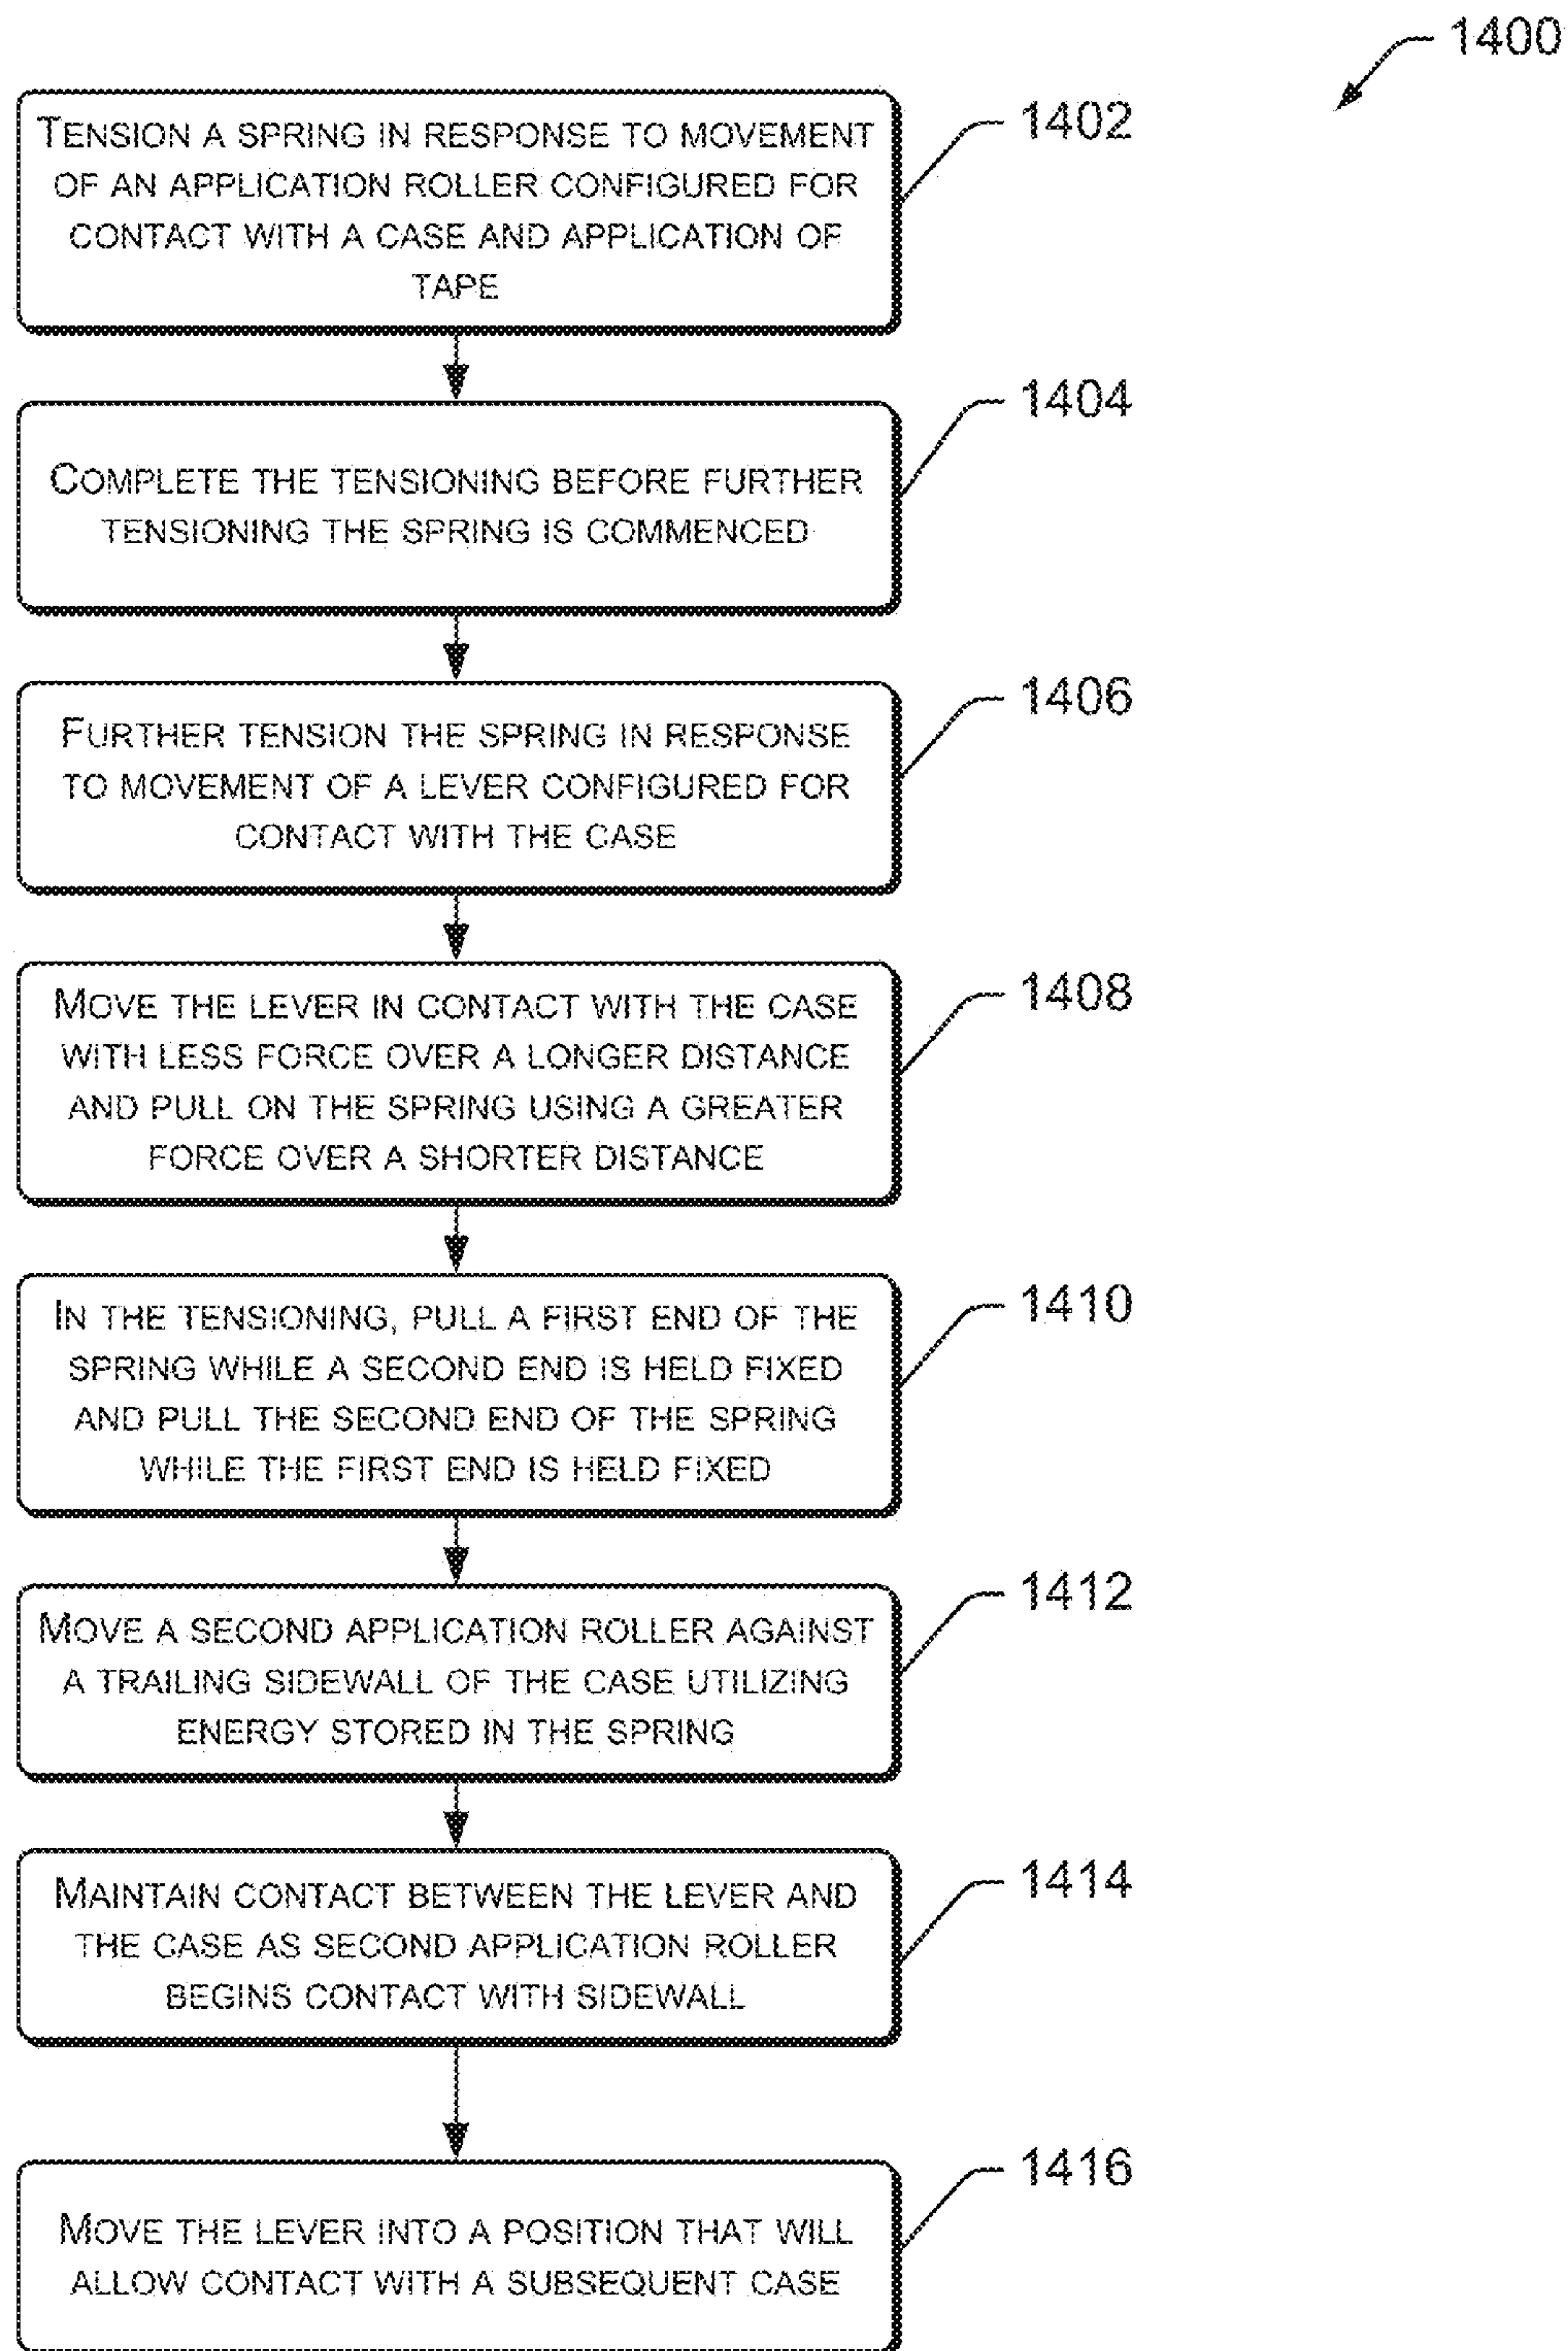 1400
1402
TENSION A SPRING IN RESPONSE TO MOVEMENT
OF AN APPLICATION ROLLER CONFIGURED FOR
CONTACT WITH A CASE AND APPLICATION OF
TAPE
1404
COMPLETE THE TENSIONING BEFORE FURTHER
TENSIONING THE SPRING IS COMMENCED
1406
FURTHER TENSION THE SPRING IN RESPONSE
TO MOVEMENT OF A LEVER CONFIGURED FOR
CONTACT WITH THE CASE
1408
MOVE THE LEVER IN CONTACT WITH THE CASE
WITH LESS FORCE OVER A LONGER DISTANCE
AND PULL ON THE SPRING USING A GREATER
FORCE OVER A SHORTER DISTANCE
1410
IN THE TENSIONING, PULL A FIRST END OF THE
SPRING WHILE A SECOND END IS HELD FIXED
AND PULL THE SECOND END OF THE SPRING
WHILE THE FIRST END IS HELD FIXED
1412
MOVE A SECOND APPLICATION ROLLER AGAINST
A TRAILING SIDEWALL OF THE CASE UTILIZING
ENERGY STORED IN THE SPRING
1414
MAINTAIN CONTACT BETWEEN THE LEVER AND
THE CASE AS SECOND APPLICATION ROLLER
BEGINS CONTACT WITH SIDEWALL
1416
MOVE THE LEVER INTO A POSITION THAT WILL
ALLOW CONTACT WITH A SUBSEQUENT CASE